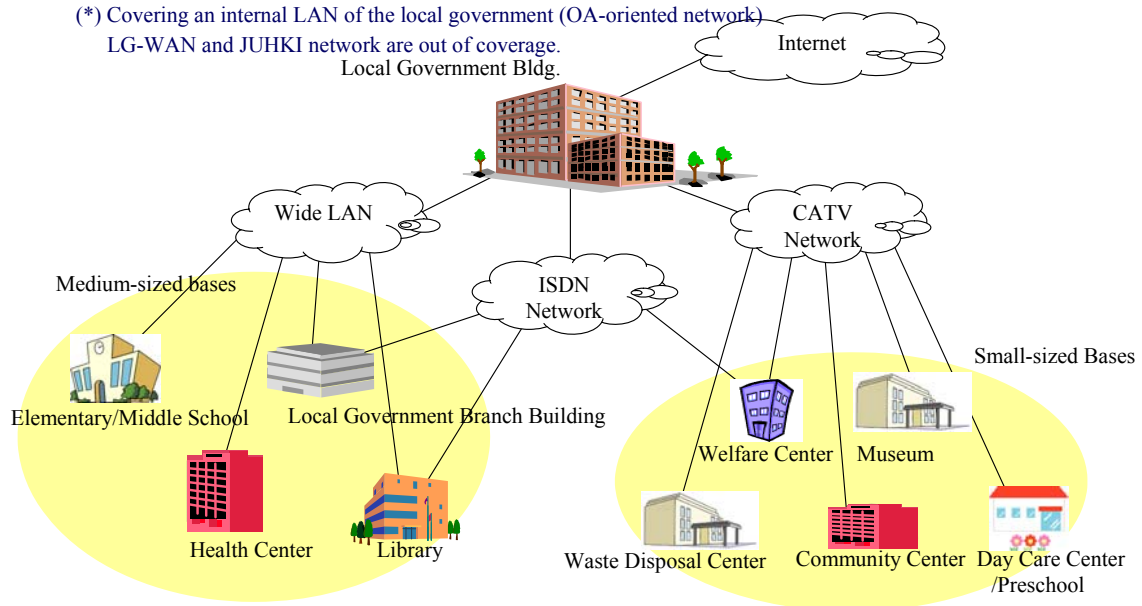 (*) Covering an internal LAN of the local government (OA-oriented network)
LG-WAN and JUHKI network are out of coverage.
Internet
Local Government Bldg.
Wide LAN
CATV
Network
ISDN
Network
Medium-sized bases
Small-sized Bases
Elementary/Middle School
Local Government Branch Building
Welfare Center
Museum
Health Center
Library
Waste Disposal Center
Community Center
Day Care Center
/Preschool